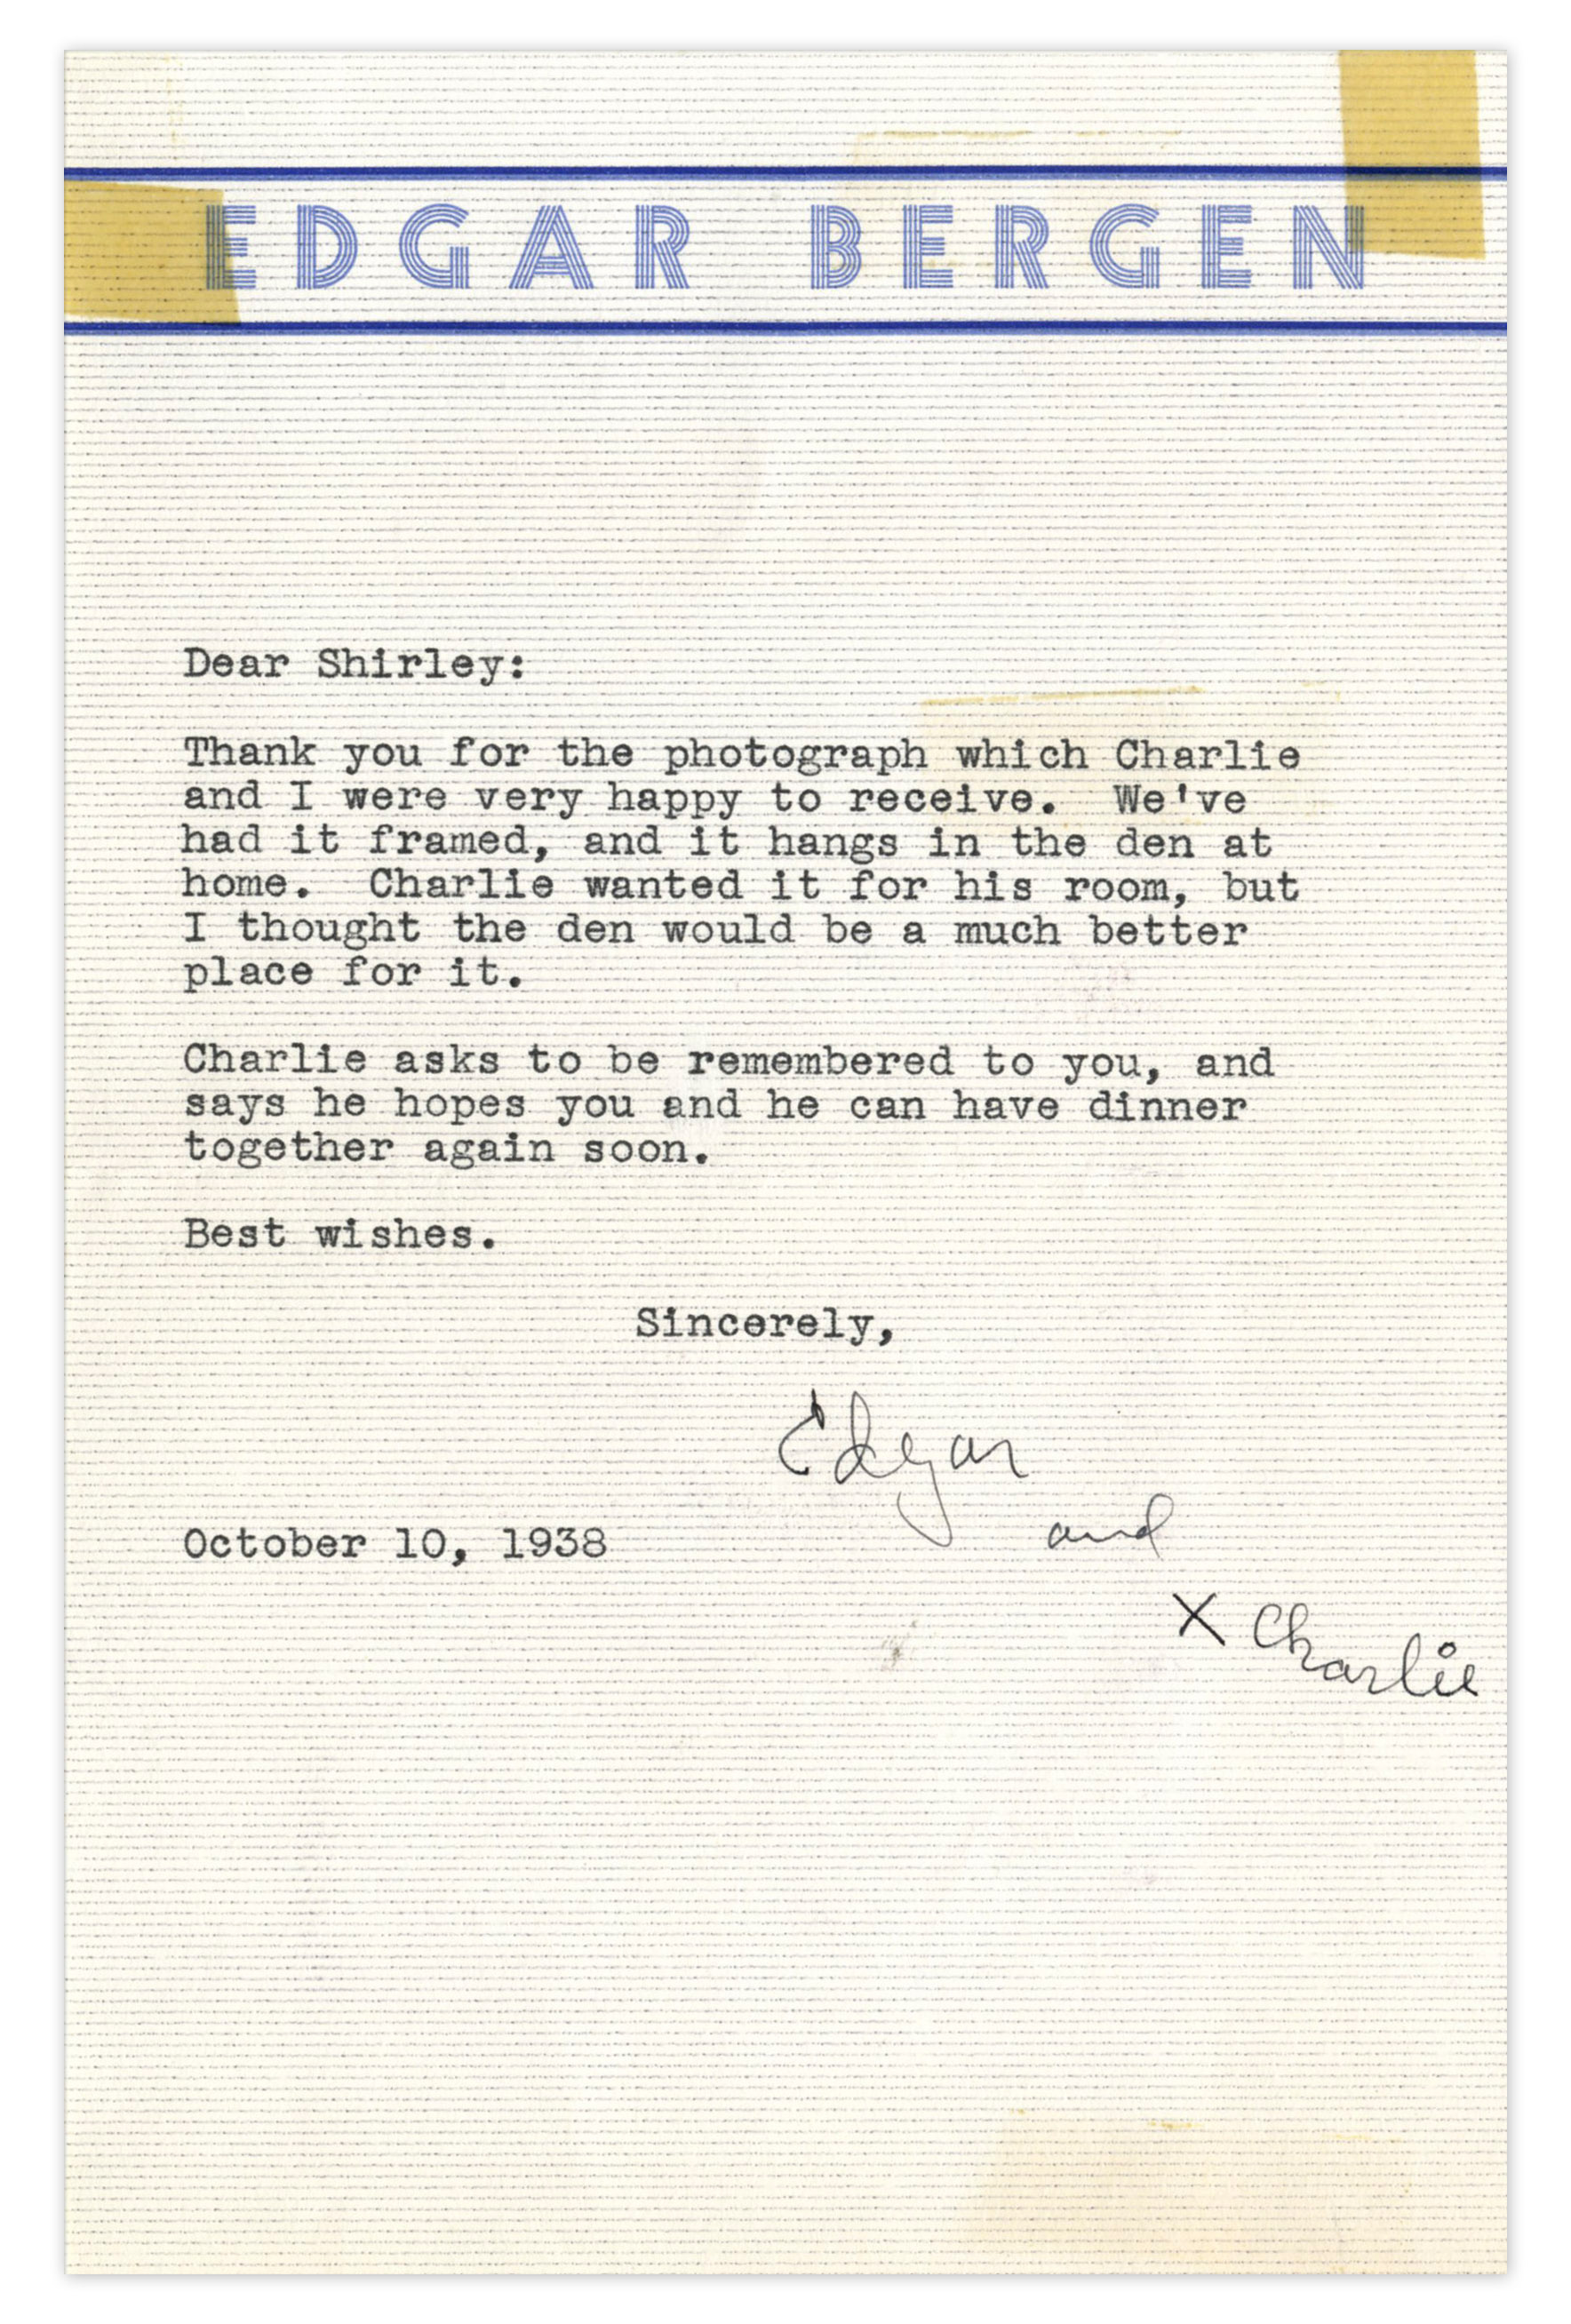 EDGAR BERGEN
Dear Shirley:
Thank you for the photograph which Charlie
and I were very happy to receive.  We've
had it framed, and it hangs in the den at
home.  Charlie wanted it for his room, but
I thought the den would be a much better
place for it.
Charlie asks to be remembered to you, and
says he hopes you and he can have dinner
together again soon.
Best wishes.
Sincerely,
Edgar
and
X Charlie
October 10, 1938